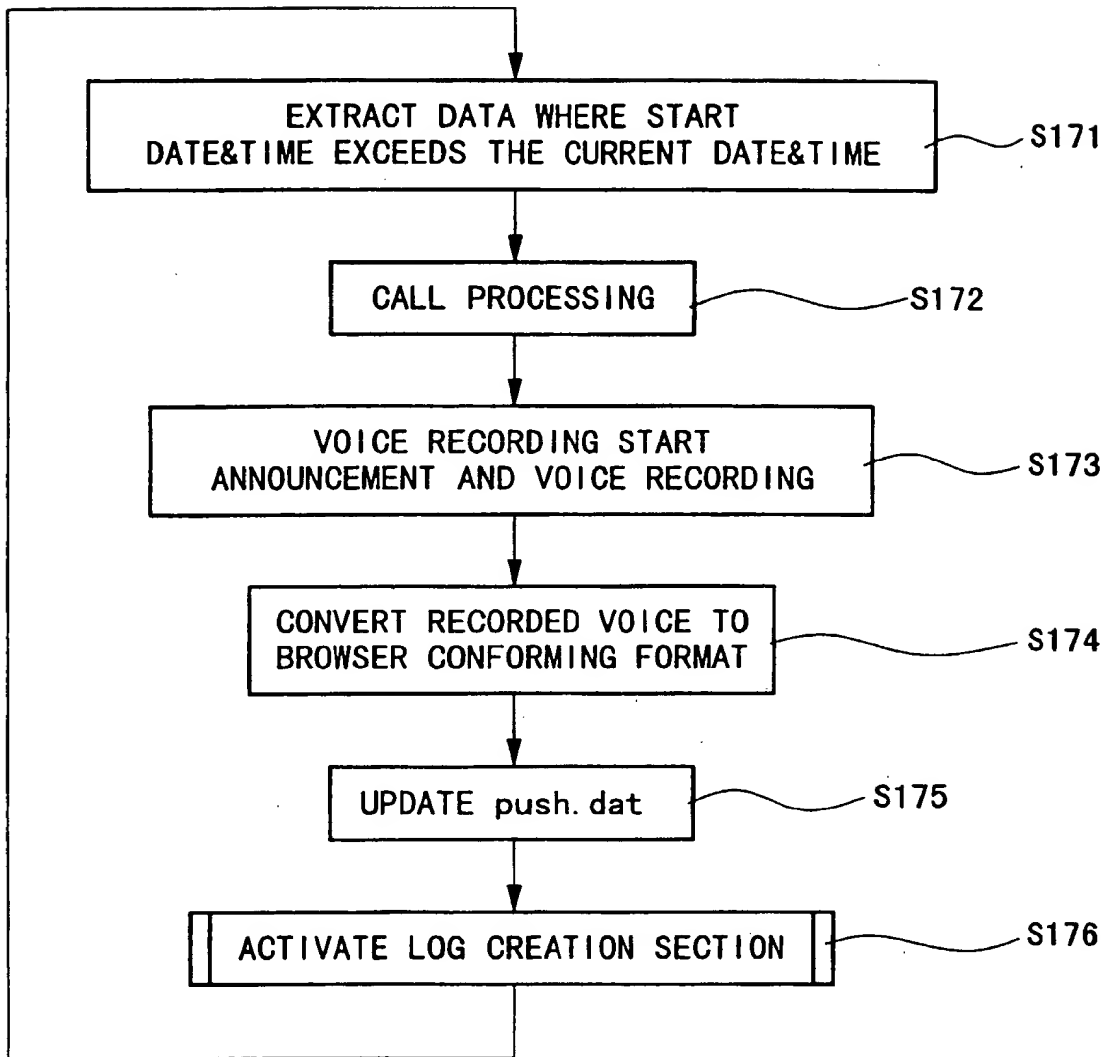 EXTRACT DATA WHERE START
DATE&TIME EXCEEDS THE CURRENT DATE&TIME
S171
CALL PROCESSING
S172
VOICE RECORDING START
ANNOUNCEMENT AND VOICE RECORDING
S173
CONVERT RECORDED VOICE TO
BROWSER CONFORMING FORMAT
S174
UPDATE push.dat
S175
ACTIVATE LOG CREATION SECTION
S176